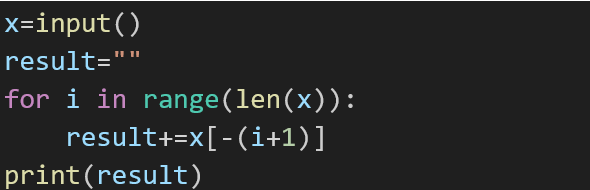 x=input()
result=""
for i in range(len(x)):
    result+=x[-(i+1)]
print(result)